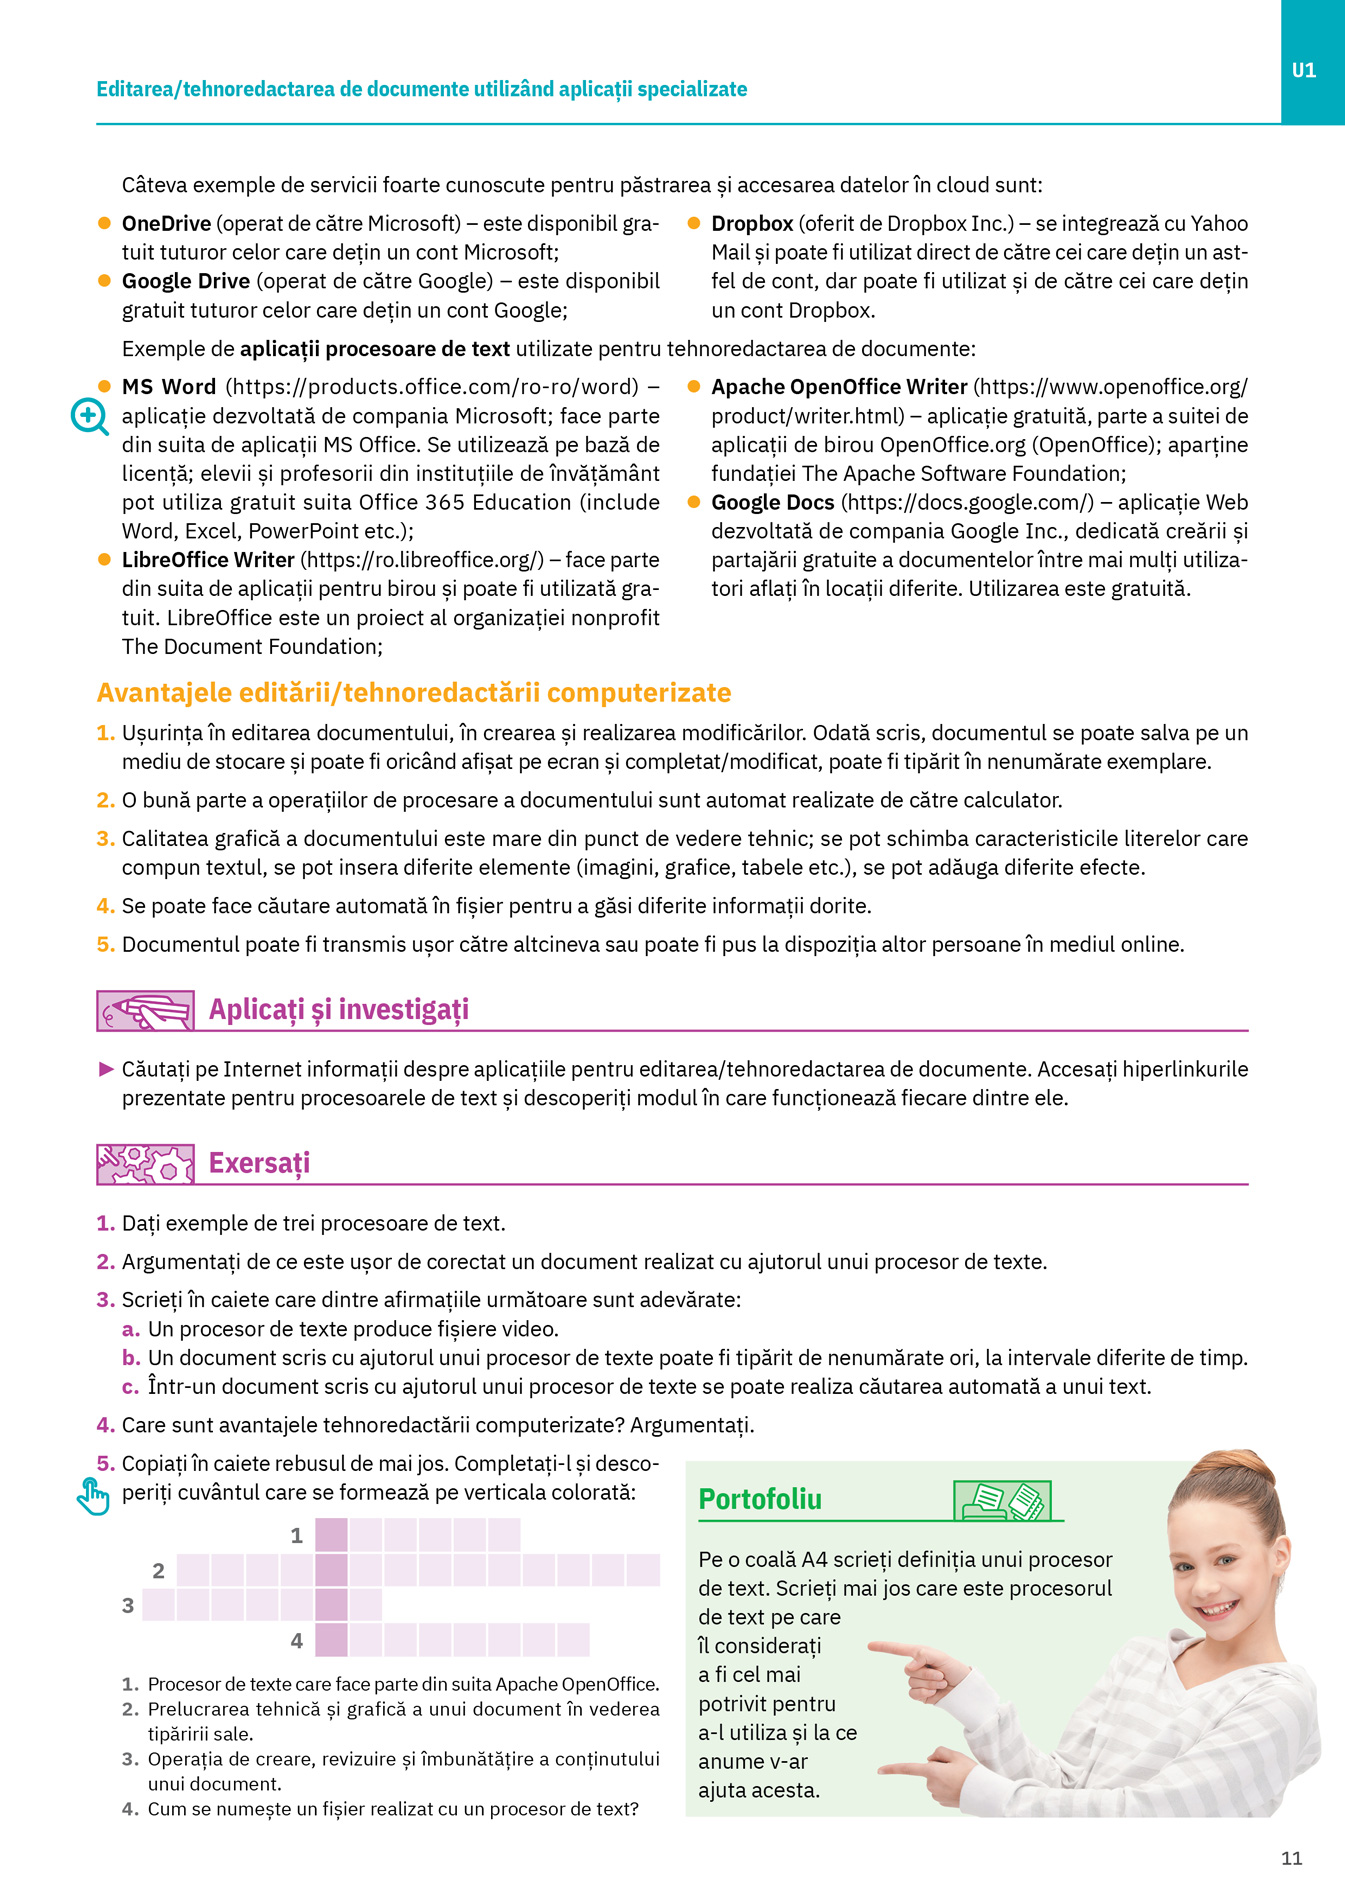 U1
Editarea/tehnoredactarea de documente utilizând aplicații specializate
Câteva exemple de servicii foarte cunoscute pentru păstrarea și accesarea datelor în cloud sunt:
● OneDrive (operat de către Microsoft) – este disponibil gra-
tuit tuturor celor care dețin un cont Microsoft;
● Google Drive (operat de către Google) – este disponibil
gratuit tuturor celor care dețin un cont Google;
● Dropbox (oferit de Dropbox Inc.) – se integrează cu Yahoo
Mail și poate fi utilizat direct de către cei care dețin un ast-
fel de cont, dar poate fi utilizat și de către cei care dețin
un cont Dropbox.
Exemple de aplicații procesoare de text utilizate pentru tehnoredactarea de documente:
● MS Word (https://products.office.com/ro-ro/word) –
aplicație dezvoltată de compania Microsoft; face parte
din suita de aplicații MS Office. Se utilizează pe bază de
licență; elevii și profesorii din instituțiile de învățământ
pot utiliza gratuit suita Office 365 Education (include
Word, Excel, PowerPoint etc.);
● LibreOffice Writer (https://ro.libreoffice.org/) – face parte
din suita de aplicații pentru birou și poate fi utilizată gra-
tuit. LibreOffice este un proiect al organizației nonprofit
The Document Foundation;
● Apache OpenOffice Writer (https://www.openoffice.org/
product/writer.html) – aplicație gratuită, parte a suitei de
aplicații de birou OpenOffice.org (OpenOffice); aparține
fundației The Apache Software Foundation;
● Google Docs (https://docs.google.com/) – aplicație Web
dezvoltată de compania Google Inc., dedicată creării și
partajării gratuite a documentelor între mai mulți utiliza-
tori aflați în locații diferite. Utilizarea este gratuită.
Avantajele editării/tehnoredactării computerizate
1. Ușurința în editarea documentului, în crearea și realizarea modificărilor. Odată scris, documentul se poate salva pe un
mediu de stocare și poate fi oricând afișat pe ecran și completat/modificat, poate fi tipărit în nenumărate exemplare.
2. O bună parte a operațiilor de procesare a documentului sunt automat realizate de către calculator.
3. Calitatea grafică a documentului este mare din punct de vedere tehnic; se pot schimba caracteristicile literelor care
compun textul, se pot insera diferite elemente (imagini, grafice, tabele etc.), se pot adăuga diferite efecte.
4. Se poate face căutare automată în fișier pentru a găsi diferite informații dorite.
5. Documentul poate fi transmis ușor către altcineva sau poate fi pus la dispoziția altor persoane în mediul online.
Aplicați și investigați
► Căutați pe Internet informații despre aplicațiile pentru editarea/tehnoredactarea de documente. Accesați hiperlinkurile
prezentate pentru procesoarele de text și descoperiți modul în care funcționează fiecare dintre ele.
Exersați
1. Dați exemple de trei procesoare de text.
2. Argumentați de ce este ușor de corectat un document realizat cu ajutorul unui procesor de texte.
3. Scrieți în caiete care dintre afirmațiile următoare sunt adevărate:
a. Un procesor de texte produce fișiere video.
b. Un document scris cu ajutorul unui procesor de texte poate fi tipărit de nenumărate ori, la intervale diferite de timp.
c. Într-un document scris cu ajutorul unui procesor de texte se poate realiza căutarea automată a unui text.
4. Care sunt avantajele tehnoredactării computerizate? Argumentați.
5. Copiați în caiete rebusul de mai jos. Completați-l și desco-
periți cuvântul care se formează pe verticala colorată:
1
2
3
4
1. Procesor de texte care face parte din suita Apache OpenOffice.
2. Prelucrarea tehnică și grafică a unui document în vederea
tipăririi sale.
3. Operația de creare, revizuire și îmbunătățire a conținutului
unui document.
4. Cum se numește un fișier realizat cu un procesor de text?
Portofoliu
Pe o coală A4 scrieți definiția unui procesor
de text. Scrieți mai jos care este procesorul
de text pe care
îl considerați
a fi cel mai
potrivit pentru
a-l utiliza și la ce
anume v-ar
ajuta acesta.
11